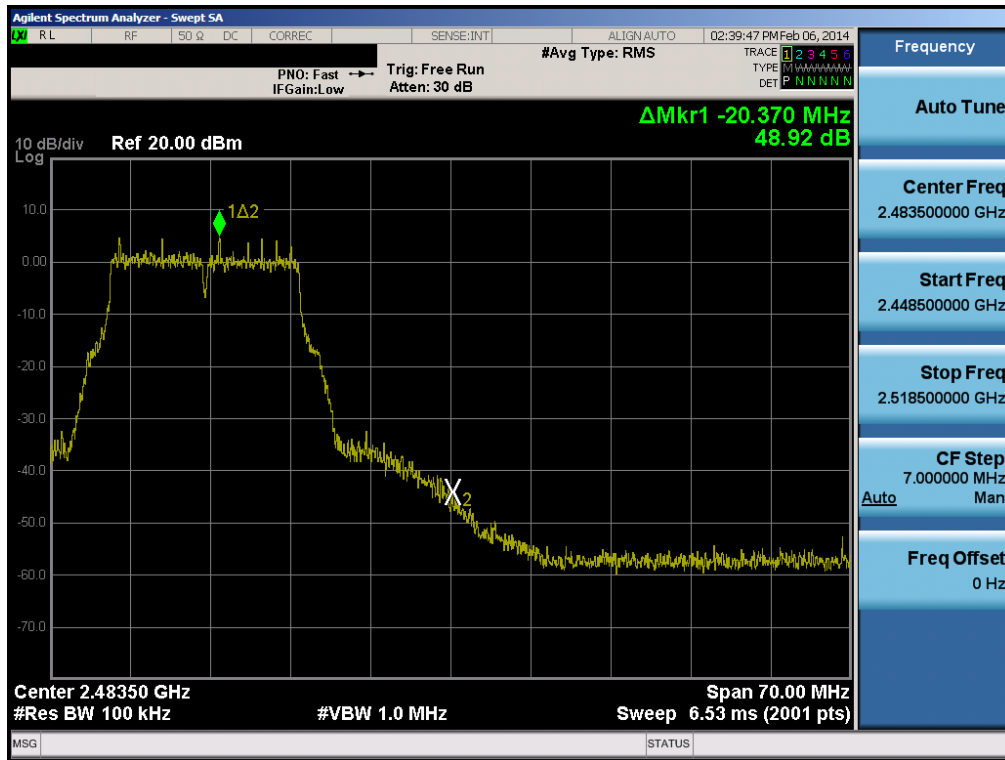 Agilent Spectrum Analyzer - Swept SA
LXI RL RF 50 Ω DC CORREC SENSE:INT ALIGN AUTO 02:39:47 PM Feb 06, 2014
Frequency
#Avg Type: RMS
TRACE 1 2 3 4 5 6
PNO: Fast Trig: Free Run
TYPE M WWWWW
IFGain:Low Atten: 30 dB
DET P N N N N N
Auto Tune
ΔMkr1 -20.370 MHz
48.92 dB
10 dB/div Ref 20.00 dBm
Log
10.0
0.00
-10.0
-20.0
-30.0
-40.0
-50.0
-60.0
-70.0
1Δ2
X2
Center Freq
2.483500000 GHz
Start Freq
2.448500000 GHz
Stop Freq
2.518500000 GHz
CF Step
7.000000 MHz
Auto Man
Freq Offset
0 Hz
Center 2.48350 GHz Span 70.00 MHz
#Res BW 100 kHz #VBW 1.0 MHz Sweep 6.53 ms (2001 pts)
MSG STATUS